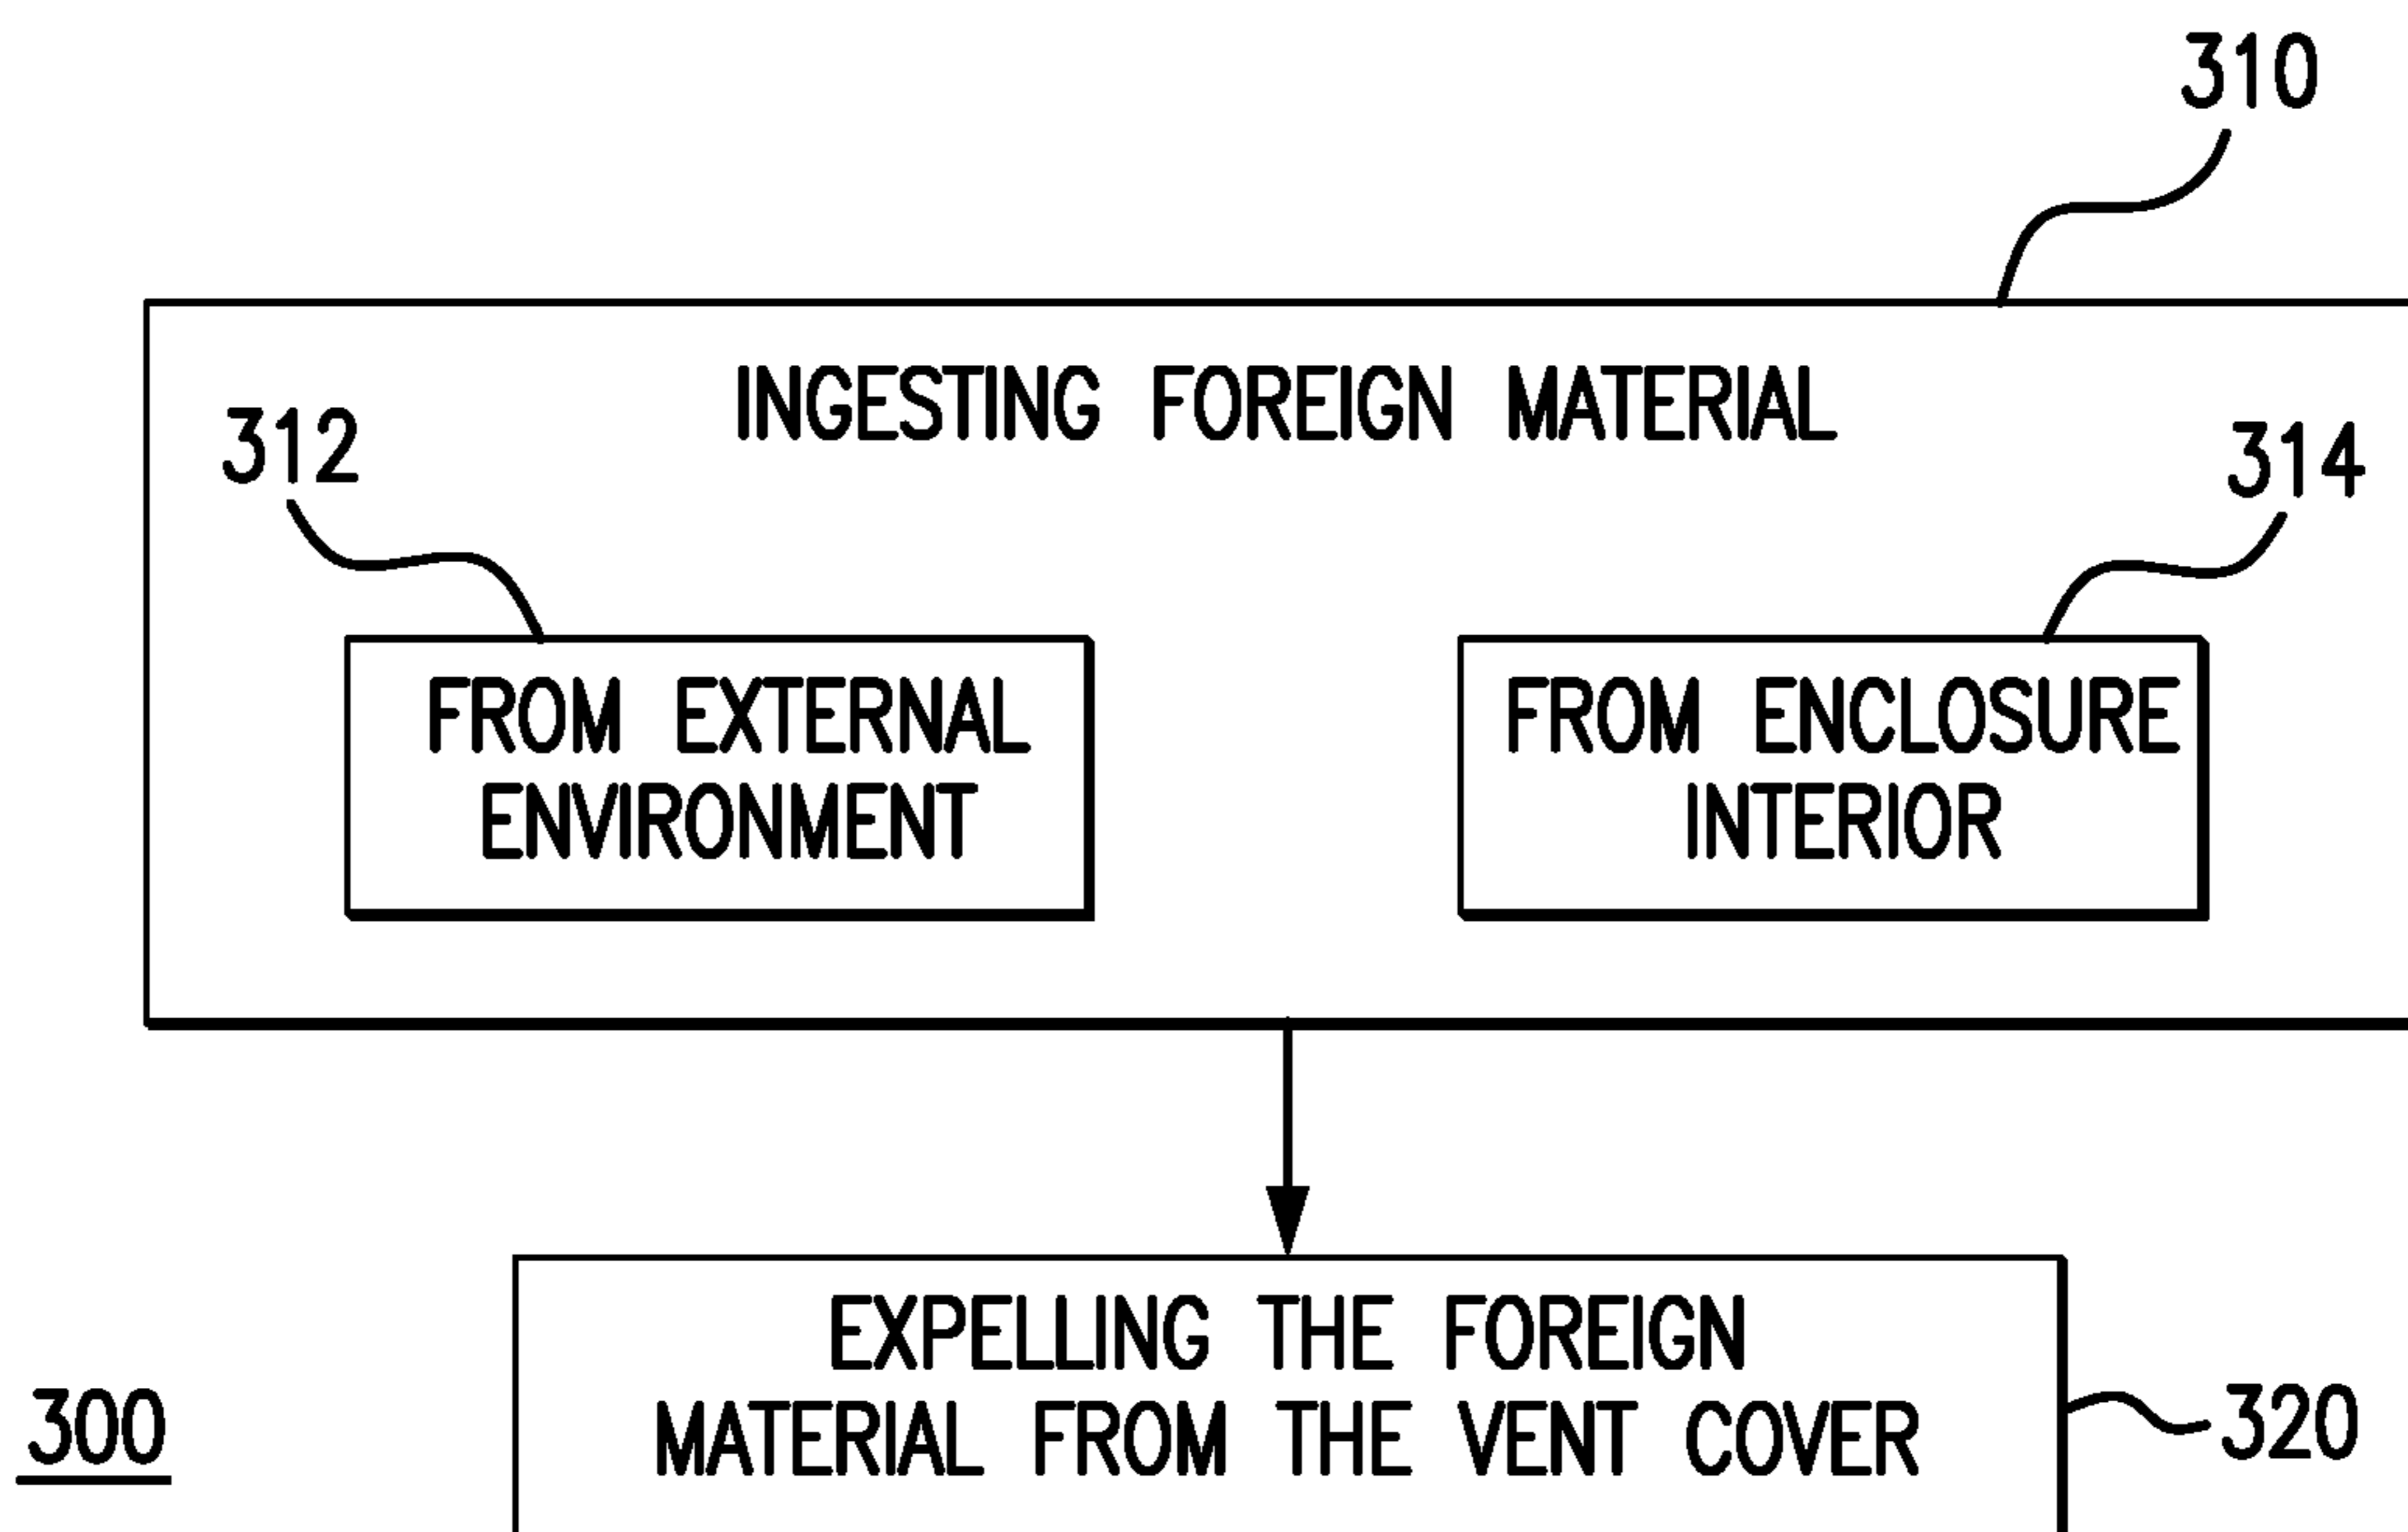 310
INGESTING FOREIGN MATERIAL
312
314
FROM EXTERNAL
ENVIRONMENT
FROM ENCLOSURE
INTERIOR
EXPELLING THE FOREIGN
MATERIAL FROM THE VENT COVER
320
300